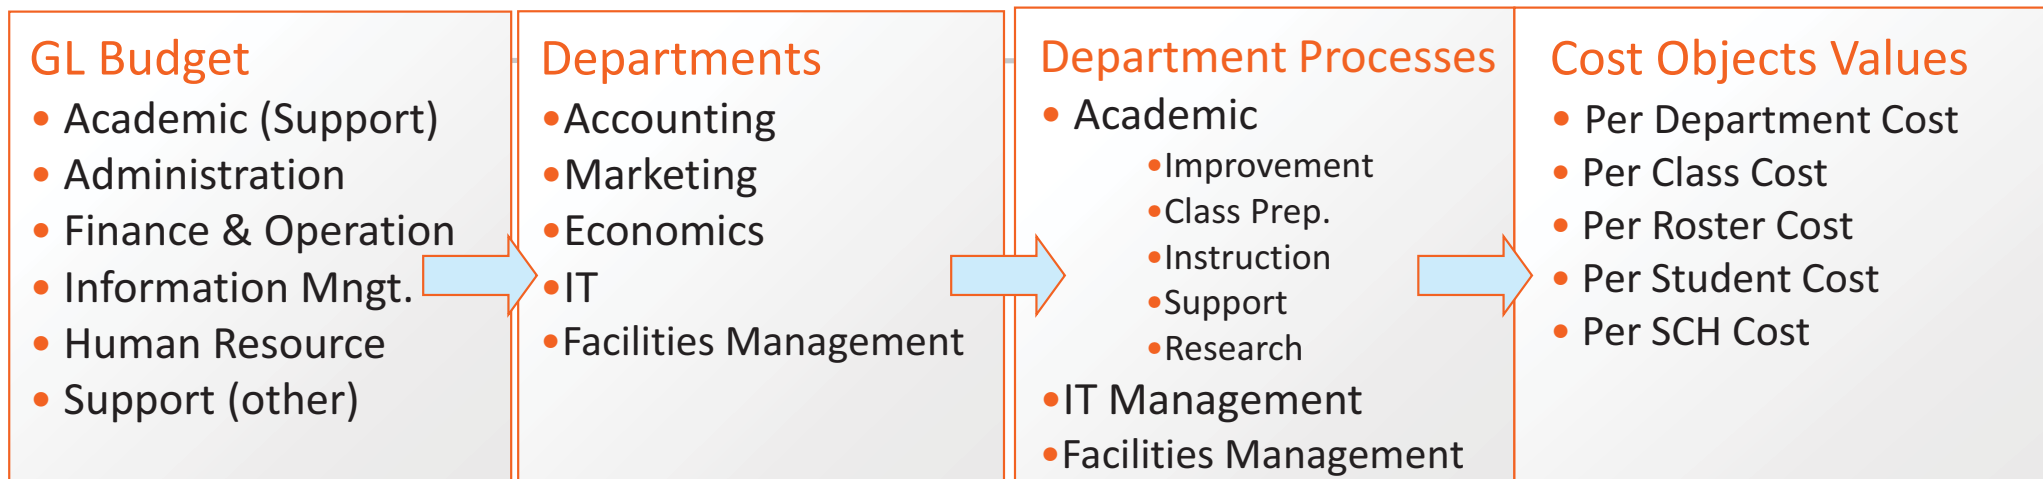 GL Budget
• Academic (Support)
• Administration
• Finance & Operation
• Information Mngt.
• Human Resource
• Support (other)
Departments
•Accounting
•Marketing
•Economics
•IT
•Facilities Management
Department Processes
• Academic
•Improvement
•Class Prep.
•Instruction
•Support
•Research
•IT Management
•Facilities Management
Cost Objects Values
• Per Department Cost
• Per Class Cost
• Per Roster Cost
• Per Student Cost
• Per SCH Cost